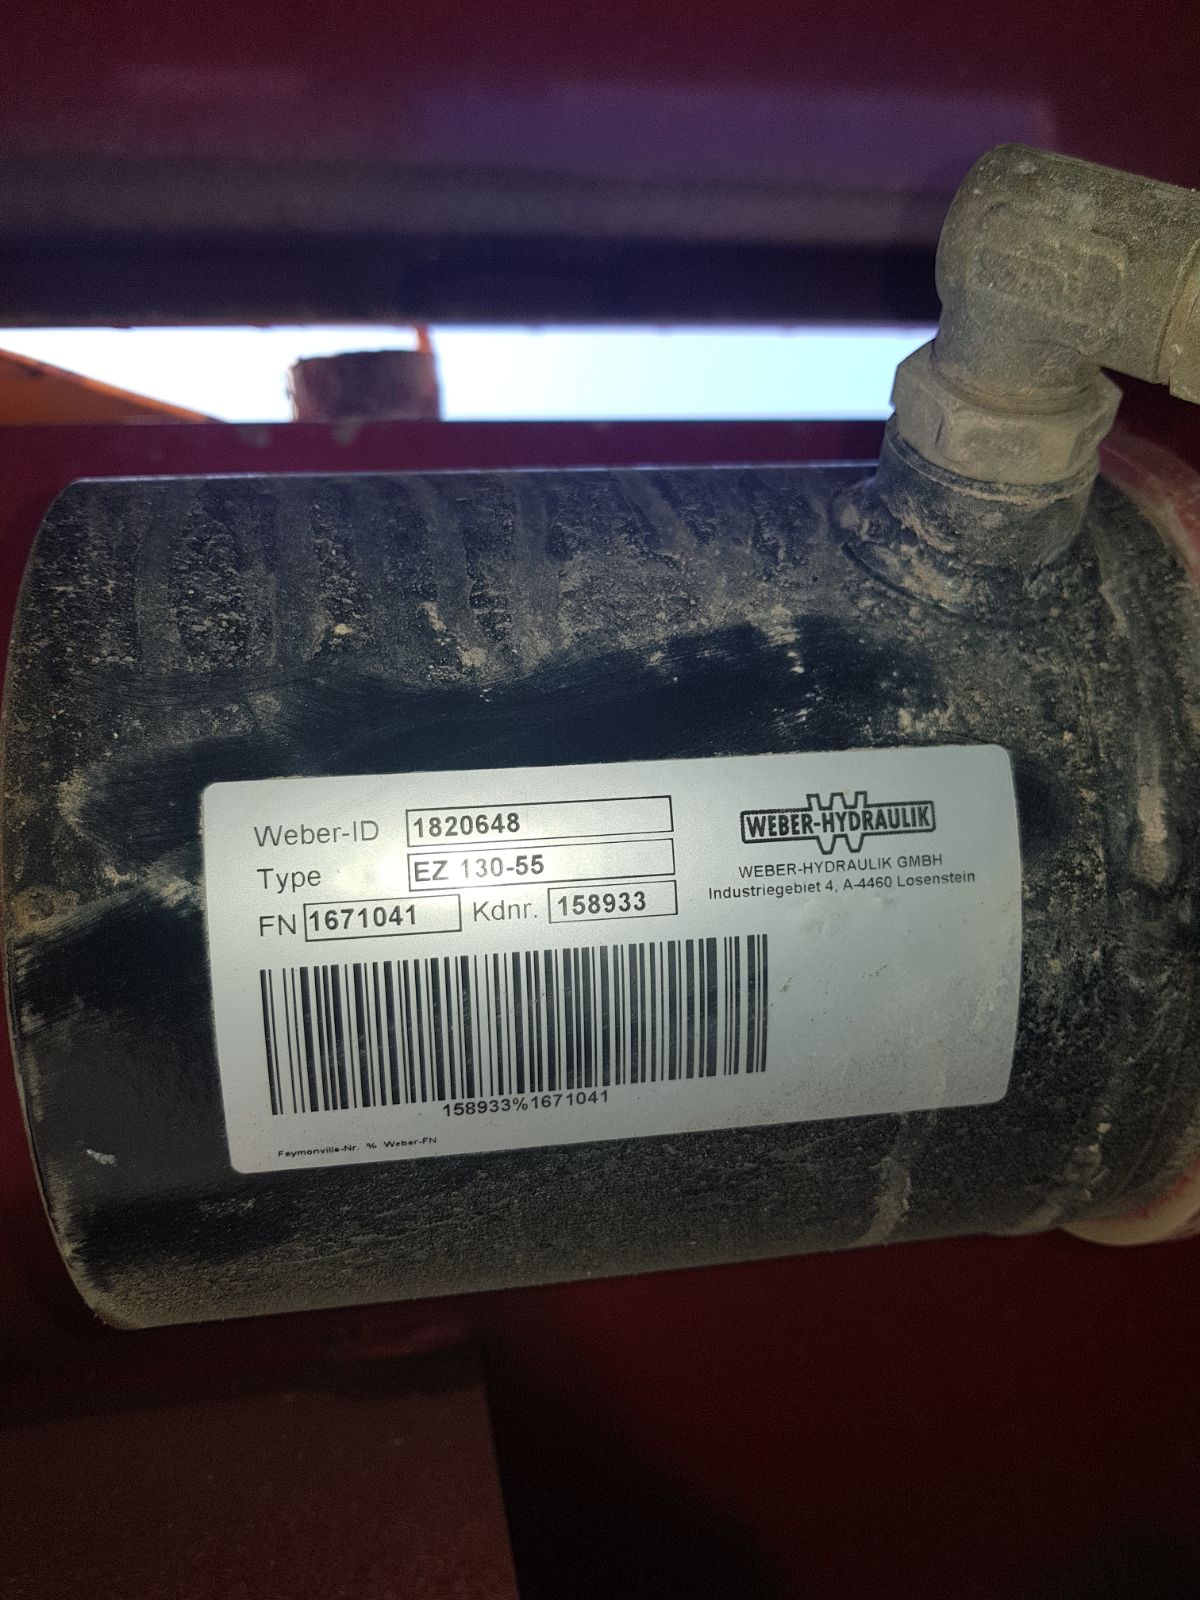 Weber-ID 1820648
Type EZ 130-55
FN 1671041 Kdnr. 158933
WEBER-HYDRAULIK
WEBER-HYDRAULIK GMBH
Industriegebiet 4, A-4460 Losenstein
158933%1671041
Faymonville-Nr. % Weber-FN